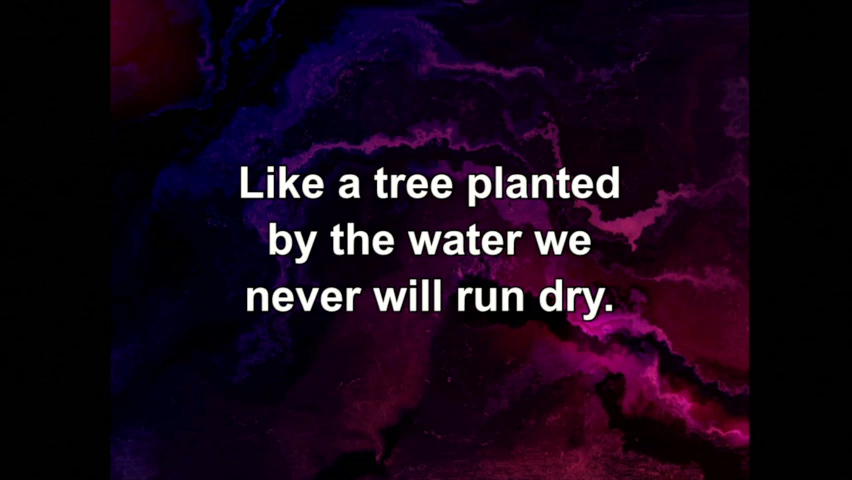 Like a tree planted
by the water we
never will run dry.